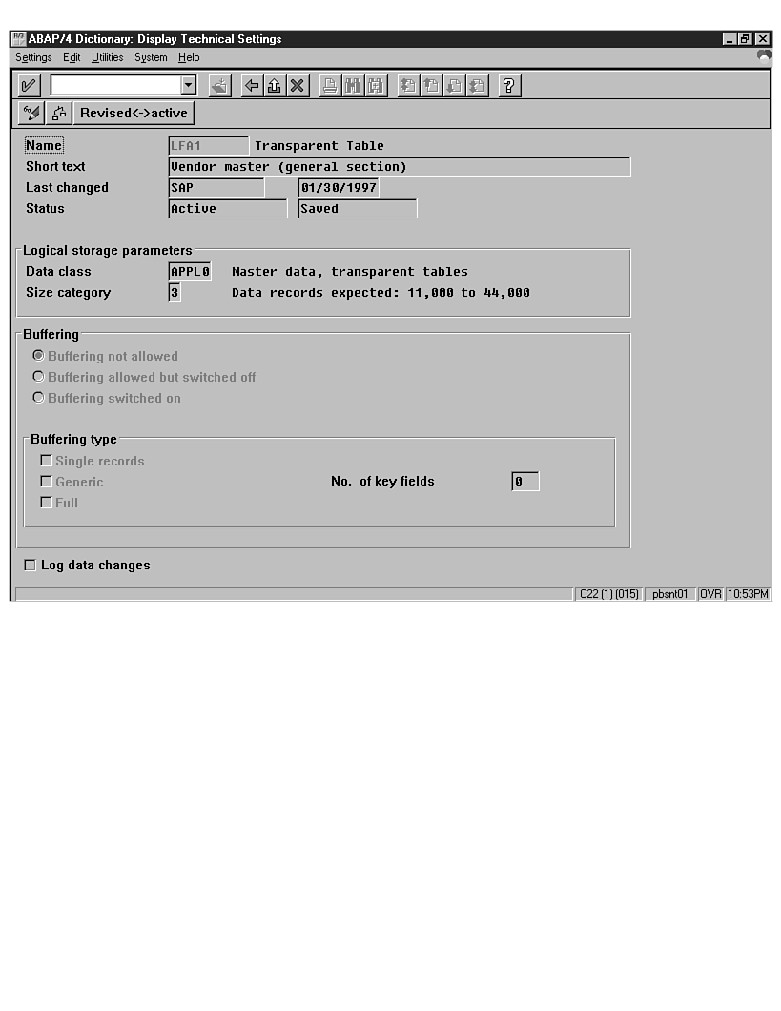 ABAP/4 Dictionary: Display Technical Settings
Settings Edit Utilities System Help
Revised<->active
Name LFA1 Transparent Table
Short text Vendor master (general section)
Last changed SAP 01/30/1997
Status Active Saved
Logical storage parameters
Data class APPL0 Master data, transparent tables
Size category 3 Data records expected: 11,000 to 44,000
Buffering
Buffering not allowed
Buffering allowed but switched off
Buffering switched on
Buffering type
Single records
Generic No. of key fields 0
Full
Log data changes
C22 (1) (015) pbsnt01 OVR 10:53PM